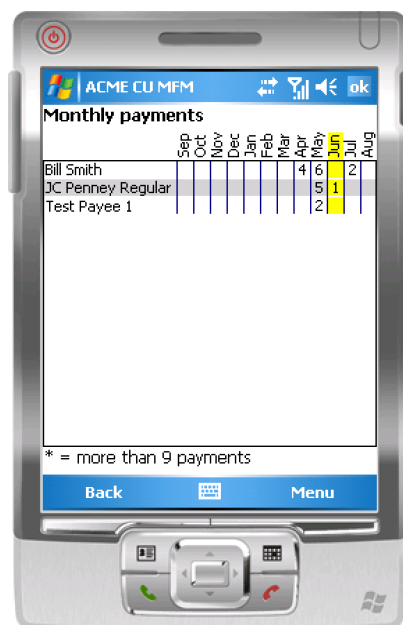 ACME CU MFM ok
Monthly payments
Sep Oct Nov Dec Jan Feb Mar Apr May Jun Jul Aug
Bill Smith 4 6 2
JC Penney Regular 5 1
Test Payee 1 2
* = more than 9 payments
Back Menu